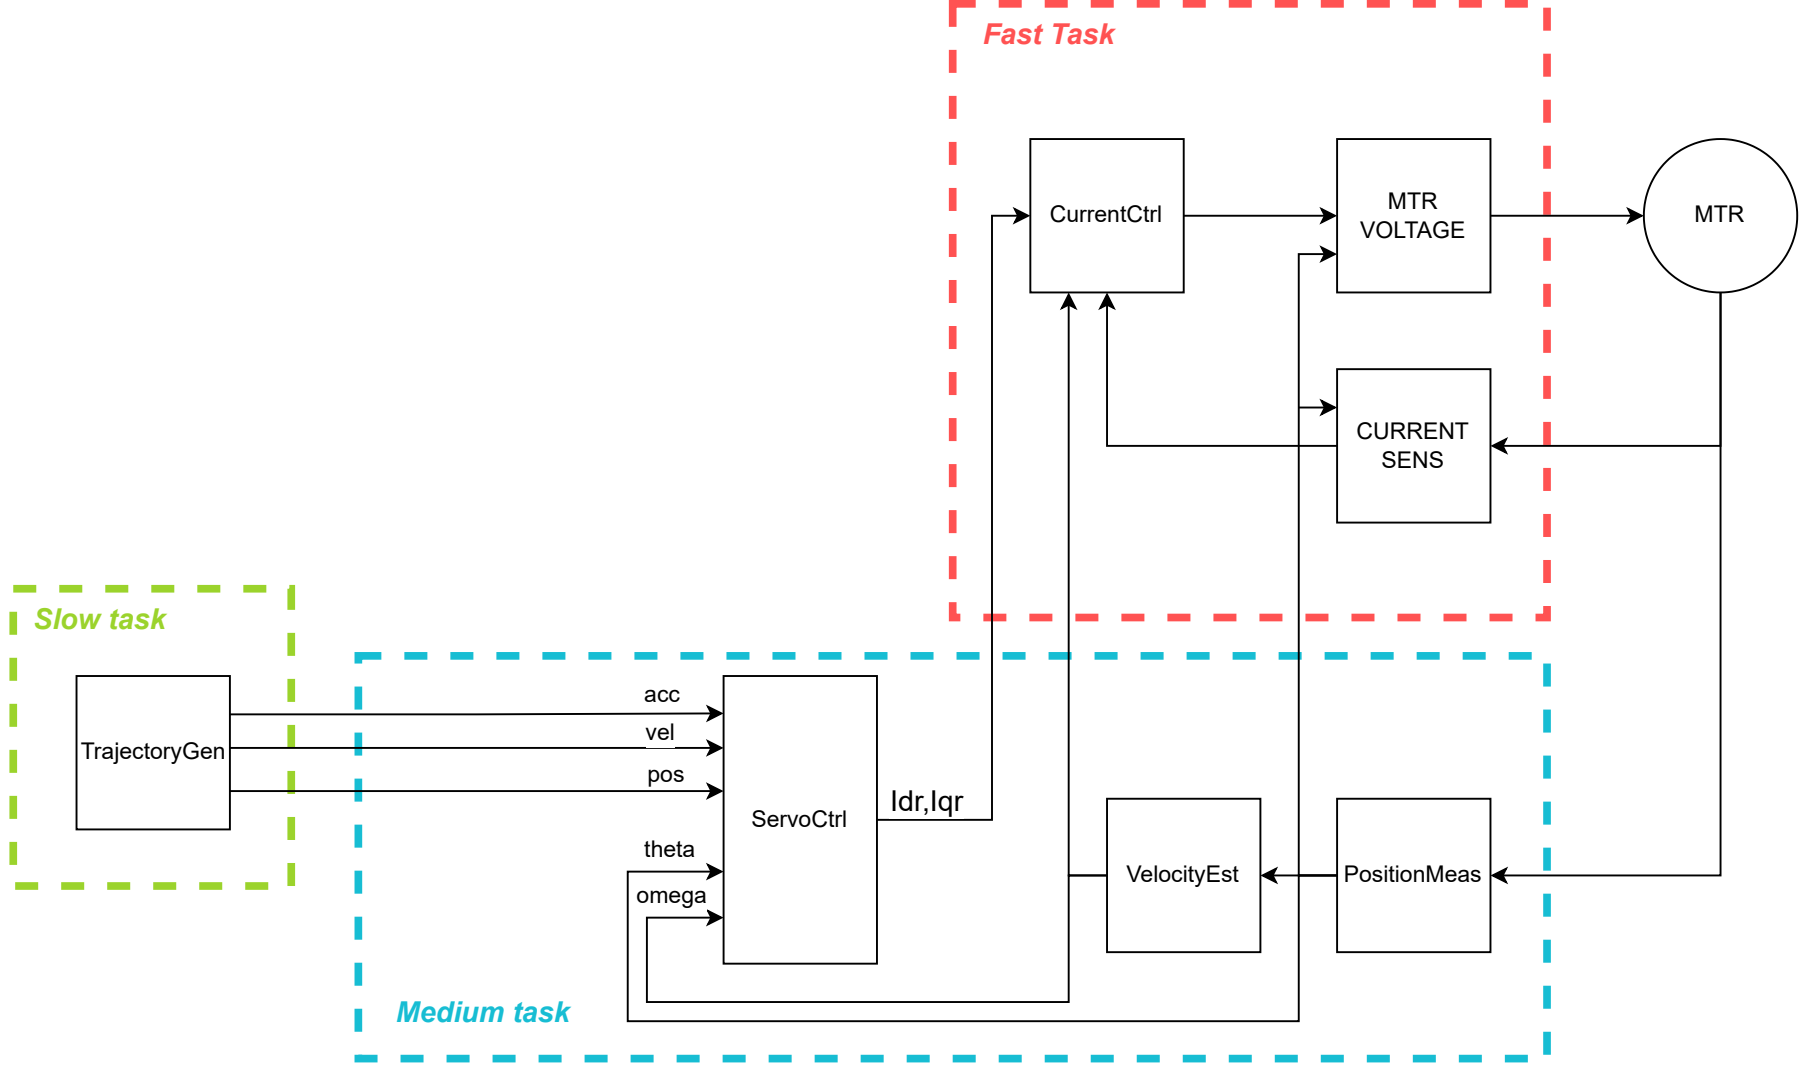 Fast Task
CurrentCtrl
MTR
VOLTAGE
MTR
CURRENT
SENS
Slow task
TrajectoryGen
acc
vel
pos
theta
omega
ServoCtrl
Idr,Iqr
VelocityEst
PositionMeas
Medium task